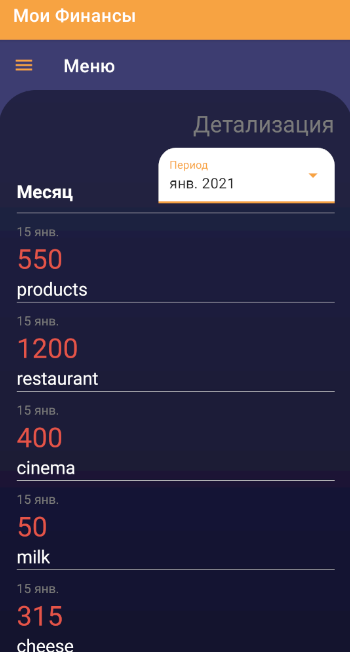 Мои Финансы
Меню
Детализация
Период
Месяц
янв. 2021
15 янв.
550
products
15 янв.
1200
restaurant
15 янв.
400
cinema
15 янв.
50
milk
15 янв.
315
cheese